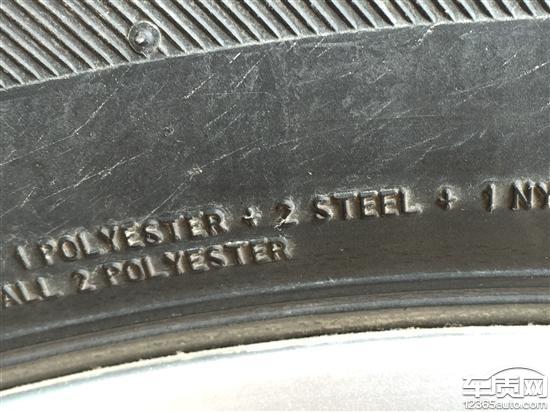 1 POLYESTER + 2 STEEL + 1 NY
ALL 2 POLYESTER
车质网
12365auto.com